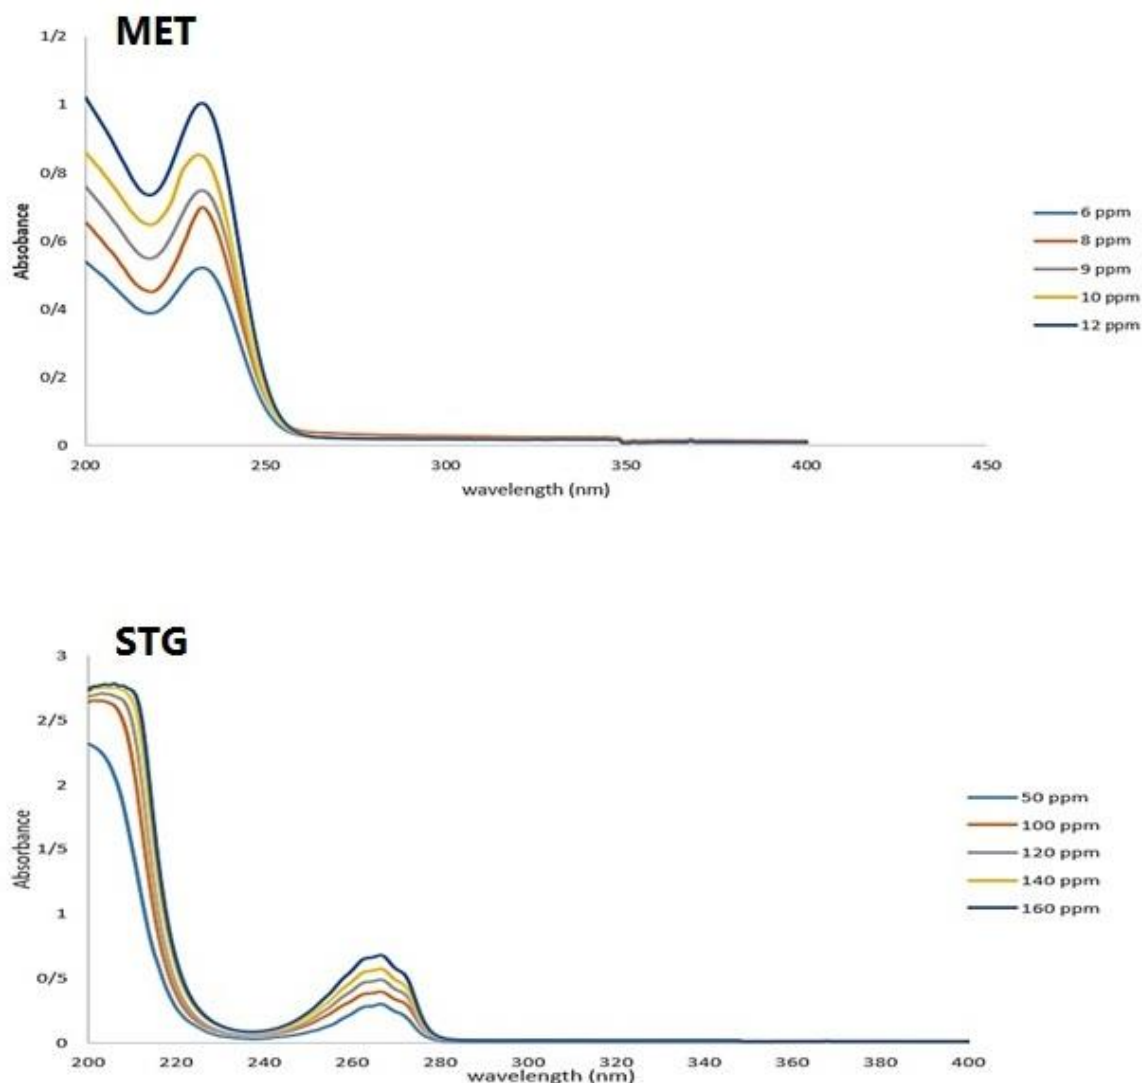 MET
1/2
1
0/8
0/6
0/4
0/2
0
Absobance
200 250 300 350 400 450
wavelength (nm)
6 ppm
8 ppm
9 ppm
10 ppm
12 ppm
STG
3
2/5
2
1/5
1
0/5
0
Absorbance
200 220 240 260 280 300 320 340 360 380 400
wavelength (nm)
50 ppm
100 ppm
120 ppm
140 ppm
160 ppm